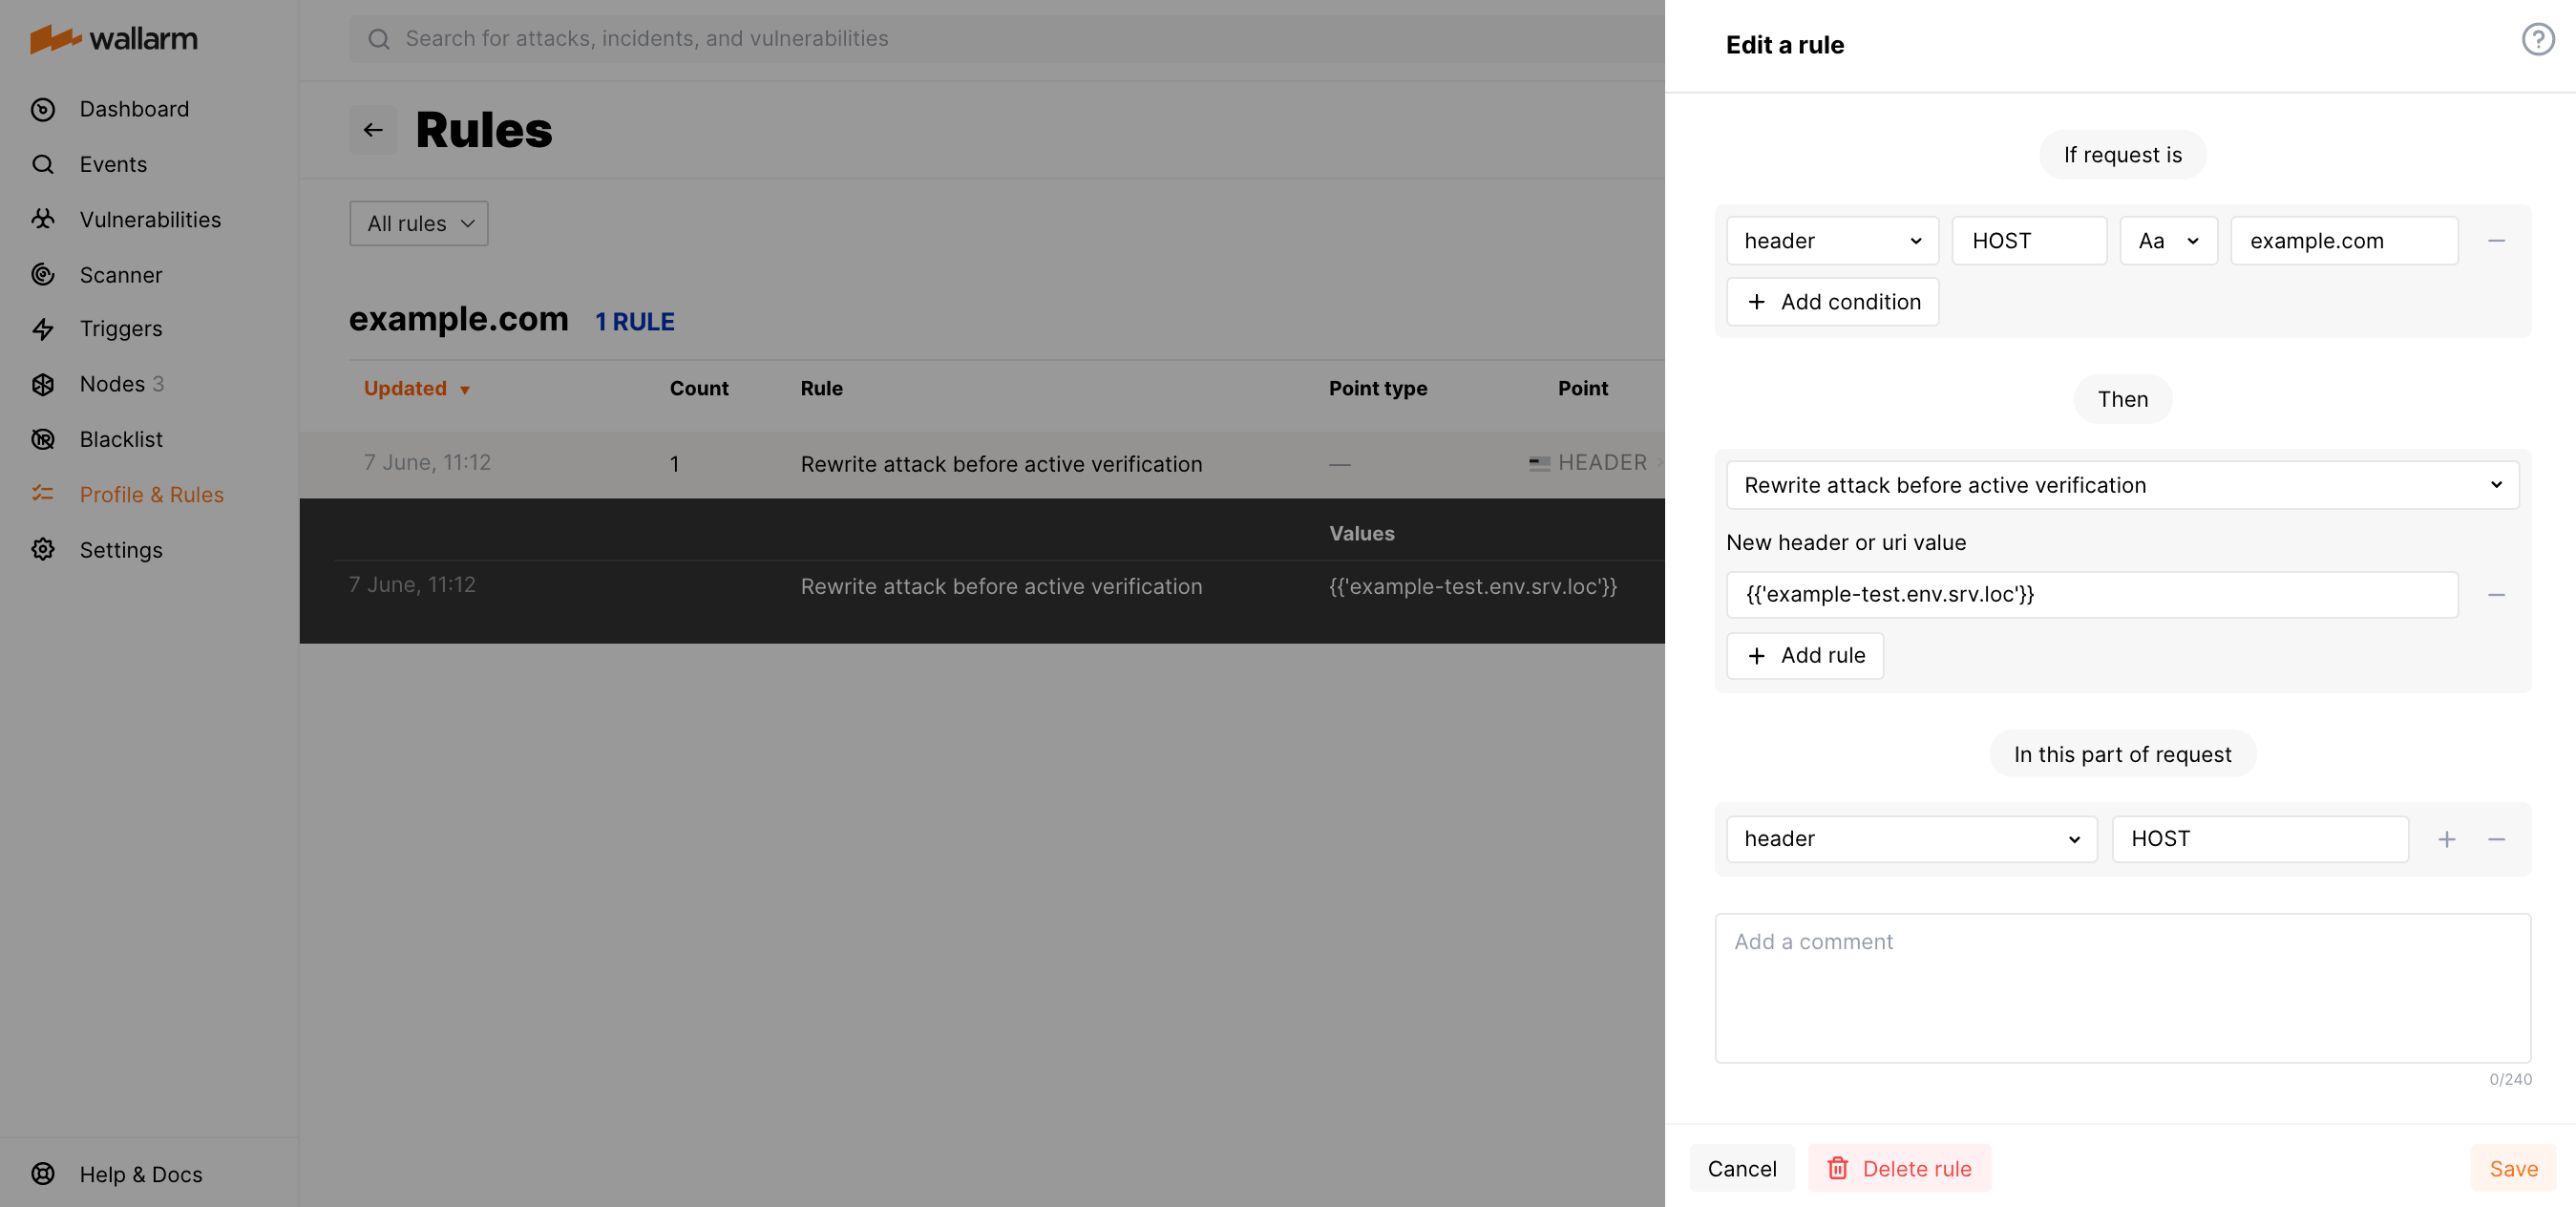 wallarm
Dashboard
Events
Vulnerabilities
Scanner
Triggers
Nodes 3
Blacklist
Profile & Rules
Settings
Help & Docs
Search for attacks, incidents, and vulnerabilities
Rules
All rules
example.com 1 RULE
Updated Count Rule Point type Point
7 June, 11:12 1 Rewrite attack before active verification — HEADER
Values
7 June, 11:12 Rewrite attack before active verification {{'example-test.env.srv.loc'}}
Edit a rule
If request is
header HOST Aa example.com
+ Add condition
Then
Rewrite attack before active verification
New header or uri value
{{'example-test.env.srv.loc'}}
+ Add rule
In this part of request
header HOST
Add a comment
0/240
Cancel Delete rule Save